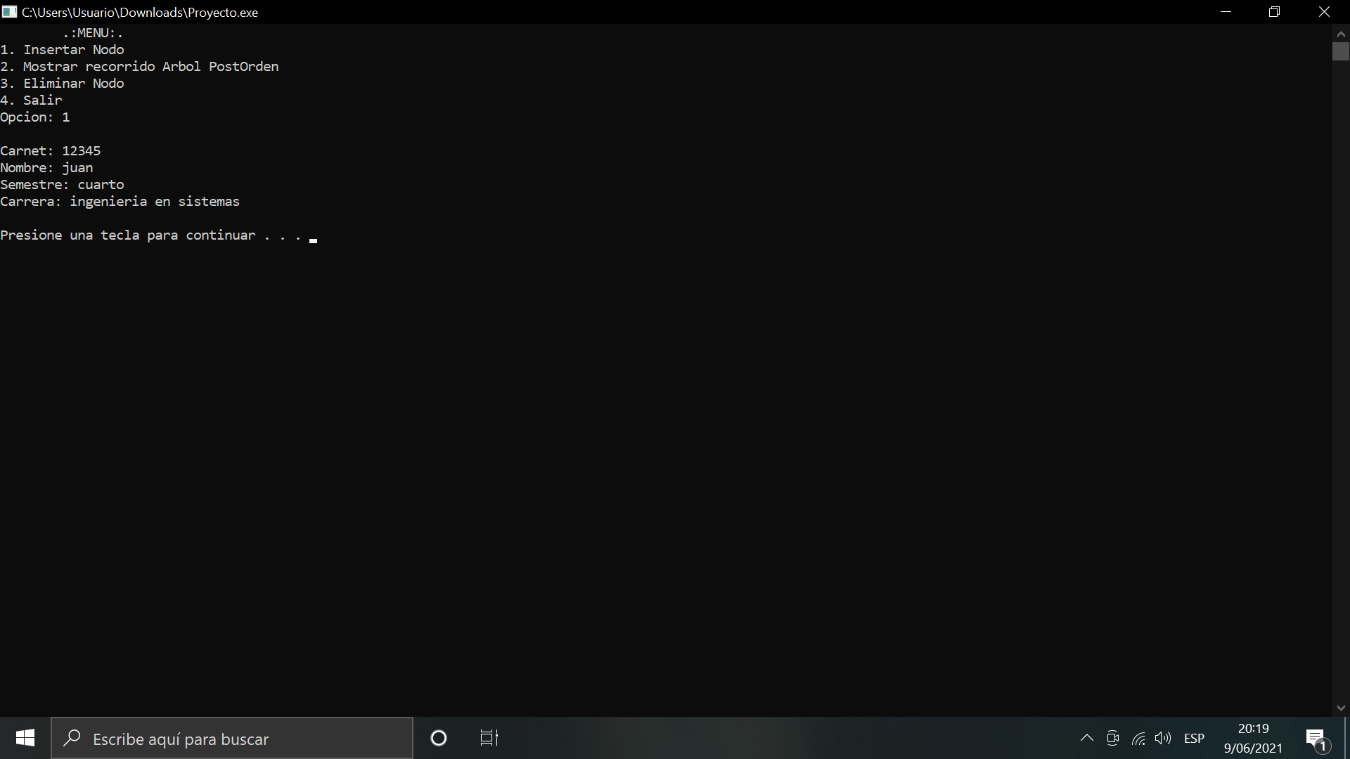 C:\Users\Usuario\Downloads\Proyecto.exe
.:MENU:.
1. Insertar Nodo
2. Mostrar recorrido Arbol PostOrden
3. Eliminar Nodo
4. Salir
Opcion: 1
Carnet: 12345
Nombre: juan
Semestre: cuarto
Carrera: ingenieria en sistemas
Presione una tecla para continuar . . .
Escribe aquí para buscar
ESP
20:19
9/06/2021
1